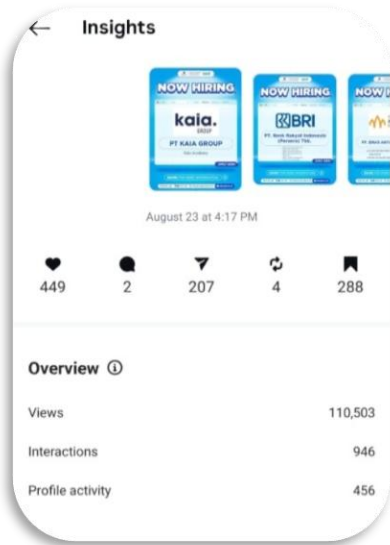 Insights
NOW HIRING
kaia.
GROUP
PT KAIA GROUP
NOW HIRING
BRI
PT. Bank Rakyat Indonesia
(Persero) Tbk.
NOW H
August 23 at 4:17 PM
449
2
207
4
288
Overview
Views 110,503
Interactions 946
Profile activity 456